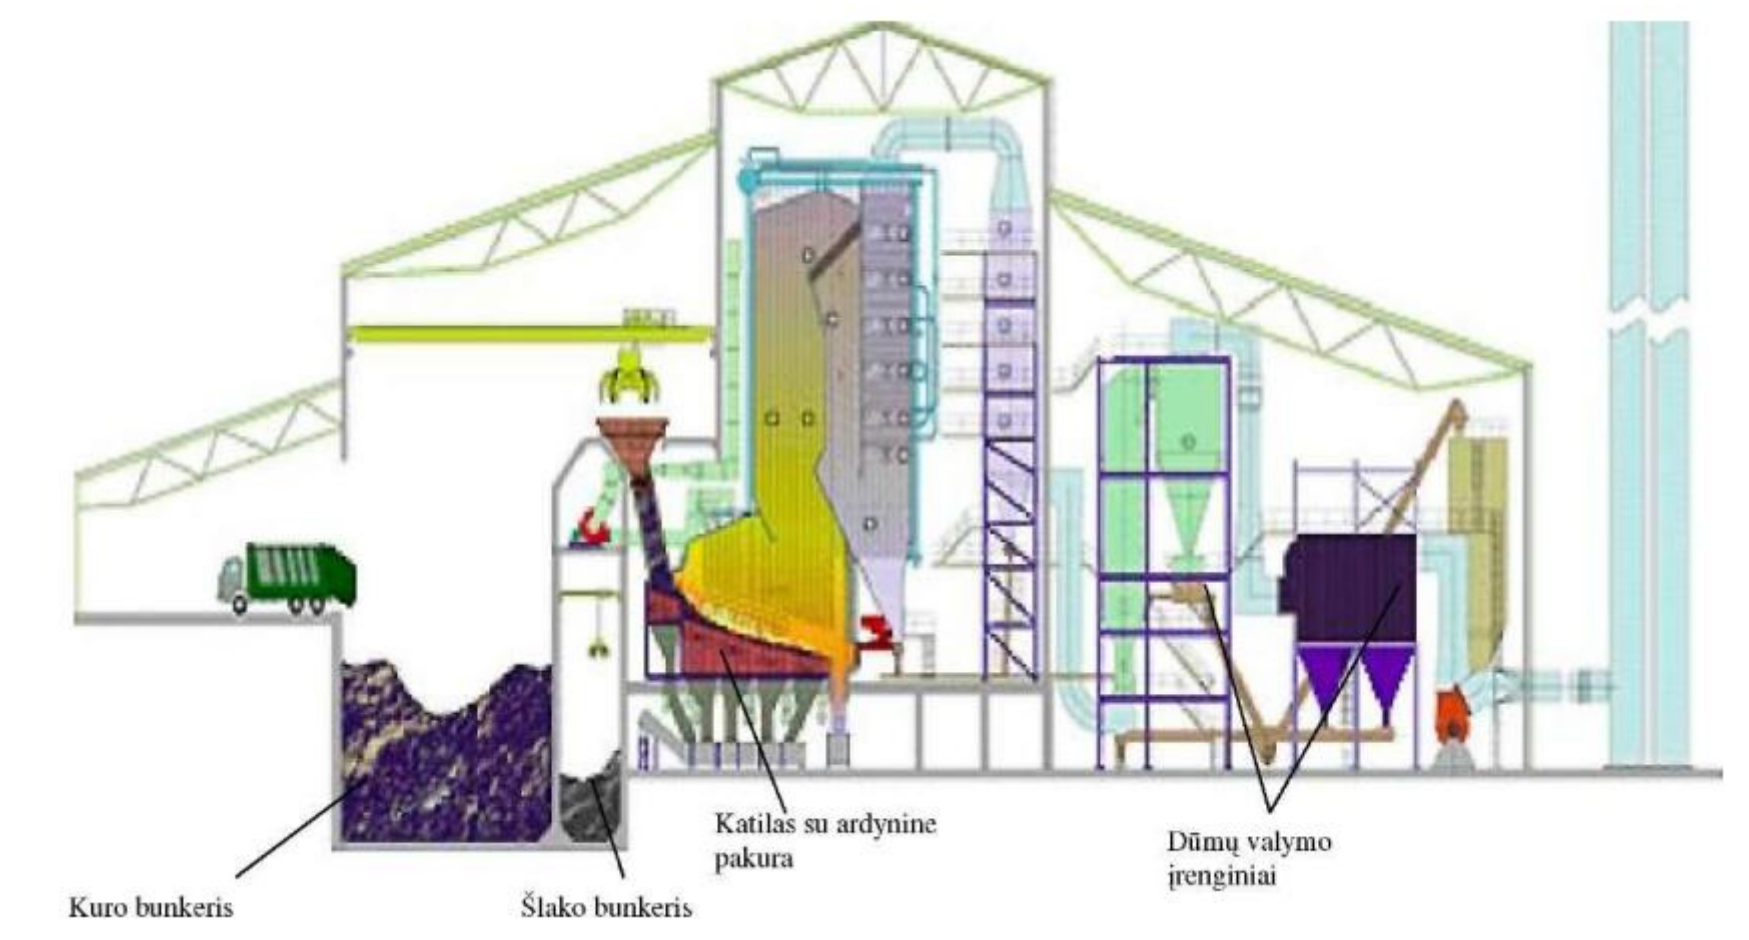 Katilas su ardynine
pakura
Dūmų valymo
įrenginiai
Kuro bunkeris
Šlako bunkeris